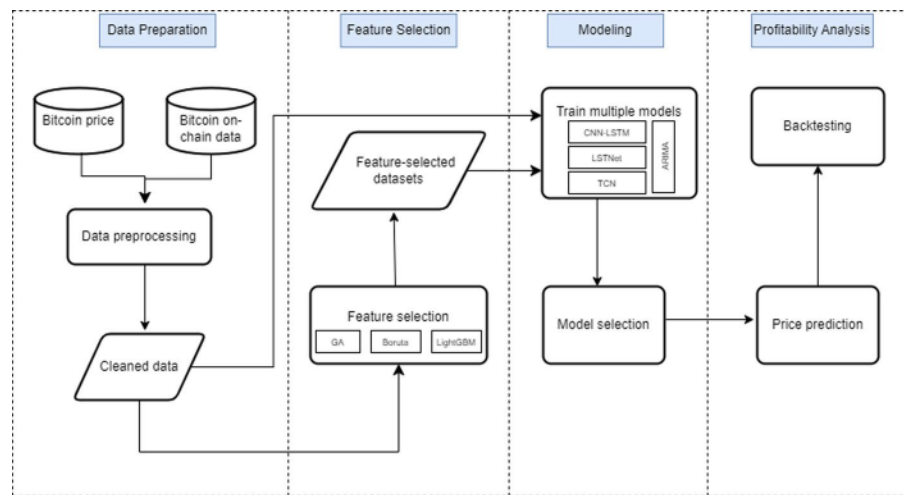 Data Preparation
Feature Selection
Modeling
Profitability Analysis
Bitcoin price
Bitcoin on-
chain data
Data preprocessing
Cleaned data
Feature-selected
datasets
Feature selection
GA
Boruta
LightGBM
Train multiple models
CNN-LSTM
LSTNet
TCN
ARIMA
Model selection
Backtesting
Price prediction